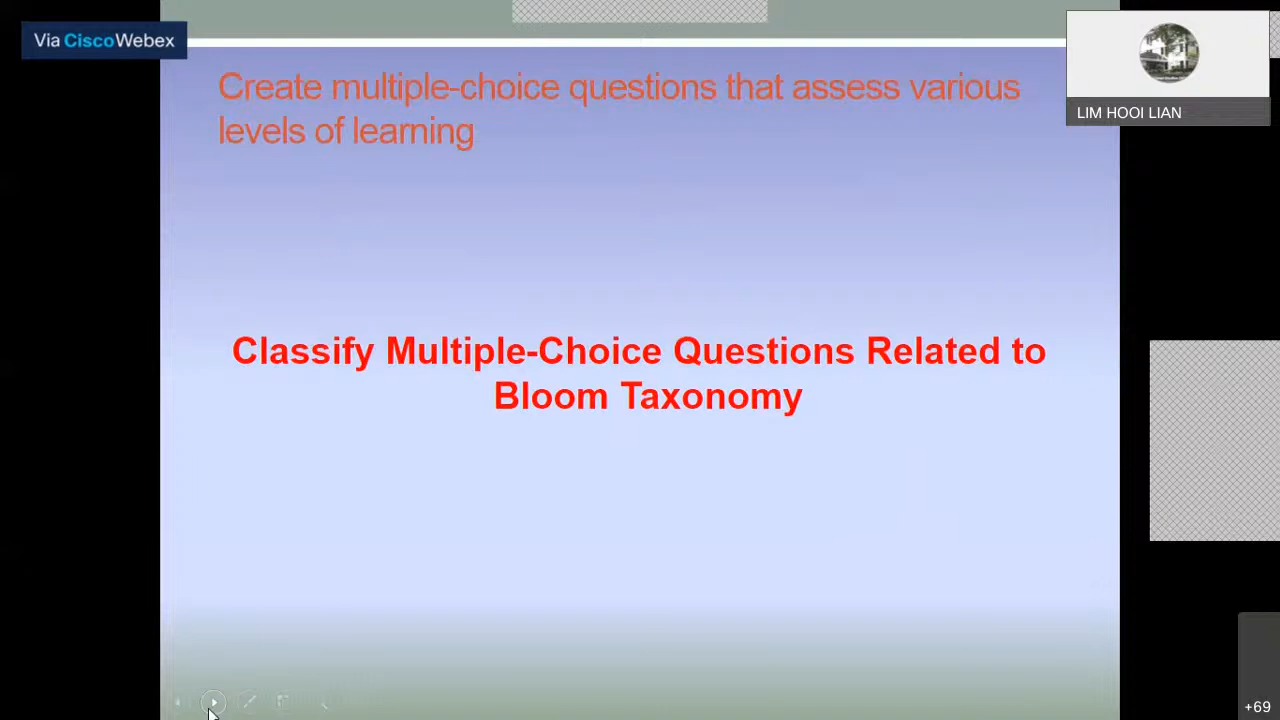 Via CiscoWebex
Create multiple-choice questions that assess various
levels of learning
LIM HOOI LIAN
Classify Multiple-Choice Questions Related to
Bloom Taxonomy
+69